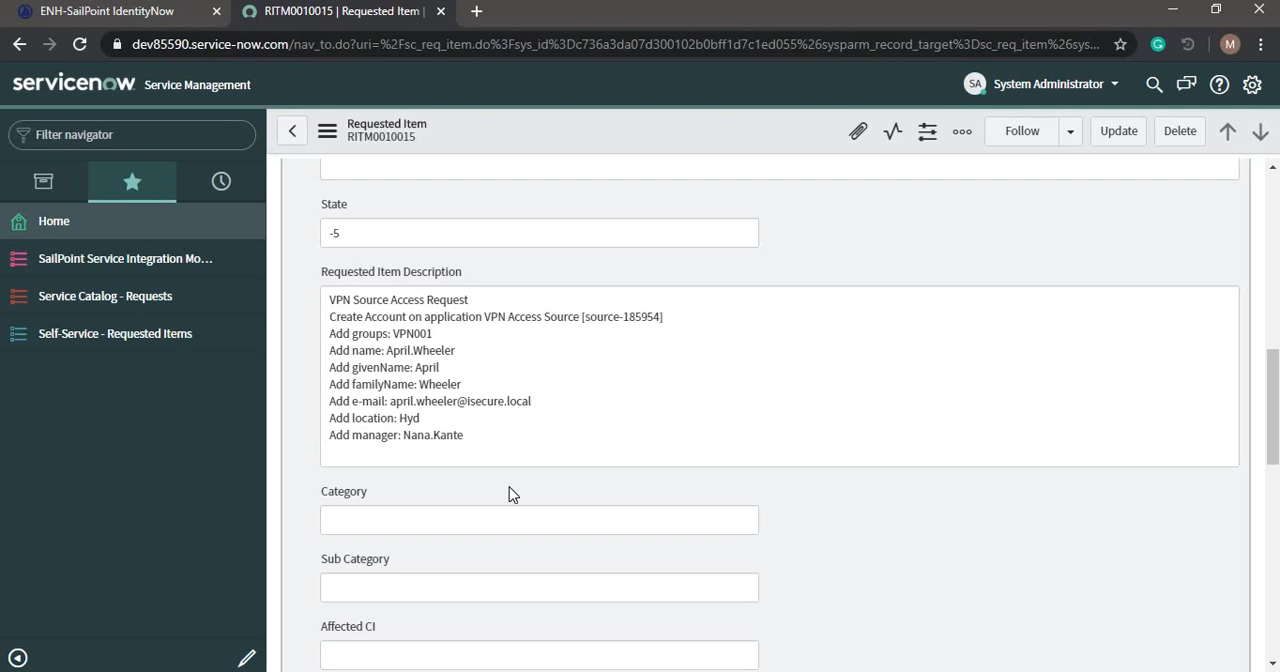 ENH-SailPoint IdentityNow
RITM0010015 | Requested Item |
dev85590.service-now.com/nav_to.do?uri=%2Fsc_req_item.do%3Fsys_id%3Dc736a3da07d300102b0bff1d7c1ed055%26sysparm_record_target%3Dsc_req_item%26sys...
M
servicenow Service Management
SA System Administrator
Filter navigator
Requested Item
RITM0010015
Follow
Update
Delete
Home
SailPoint Service Integration Mo...
Service Catalog - Requests
Self-Service - Requested Items
State
-5
Requested Item Description
VPN Source Access Request
Create Account on application VPN Access Source [source-185954]
Add groups: VPN001
Add name: April.Wheeler
Add givenName: April
Add familyName: Wheeler
Add e-mail: april.wheeler@isecure.local
Add location: Hyd
Add manager: Nana.Kante
Category
Sub Category
Affected CI